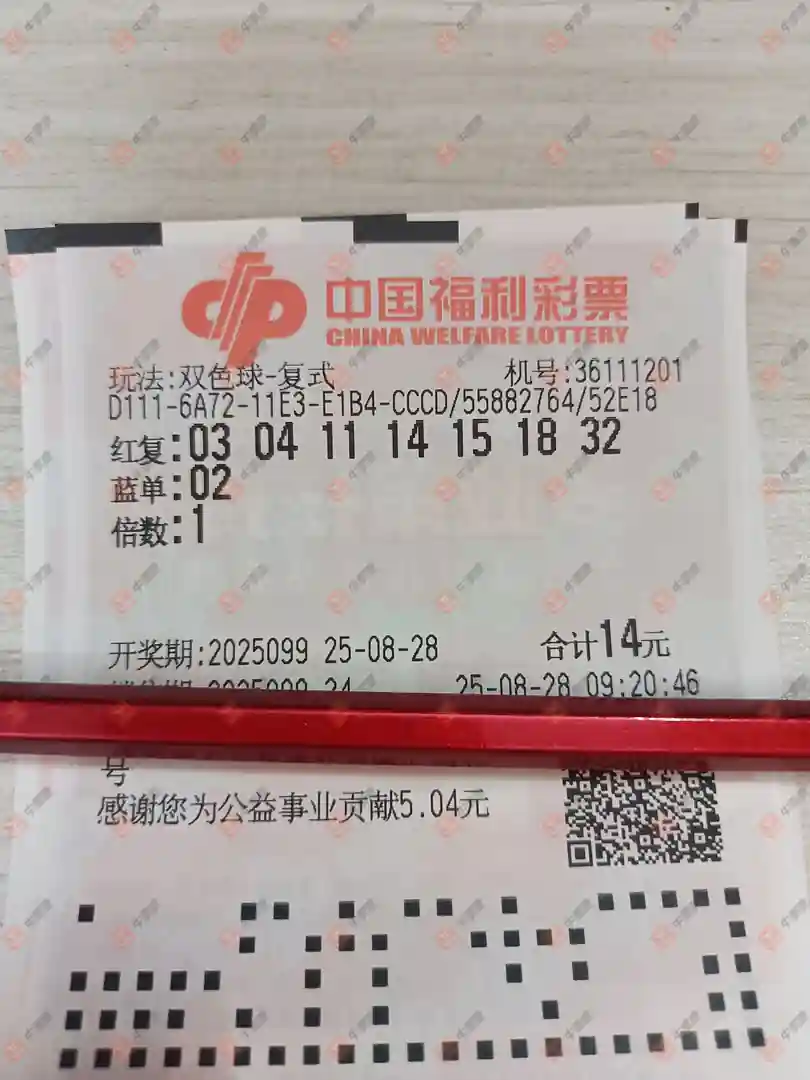 中国福利彩票
CHINA WELFARE LOTTERY
玩法:双色球-复式 机号:36111201
D111-6A72-11E3-E1B4-CCCD/55882764/52E18
红复:03 04 11 14 15 18 32
蓝单:02
倍数:1
开奖期:2025099 25-08-28 合计14元
25-08-28 09:20:46
号
感谢您为公益事业贡献5.04元